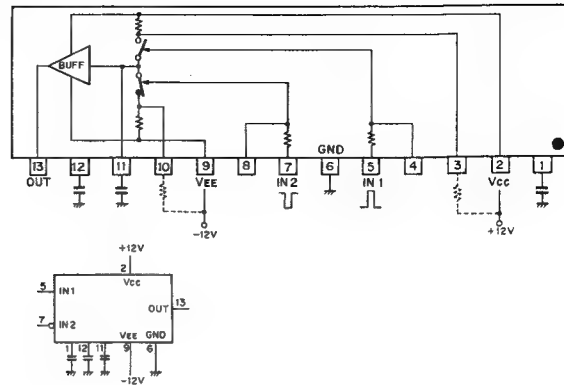 BUFF
GND
13 12 11 10 9 8 7 6 5 4 3 2 1
OUT VEE IN 2 IN 1 VCC
-12V +12V
+12V
2
VCC
5 IN1
OUT 13
7 IN2
VEE GND
1 12 11 9 6
-12V